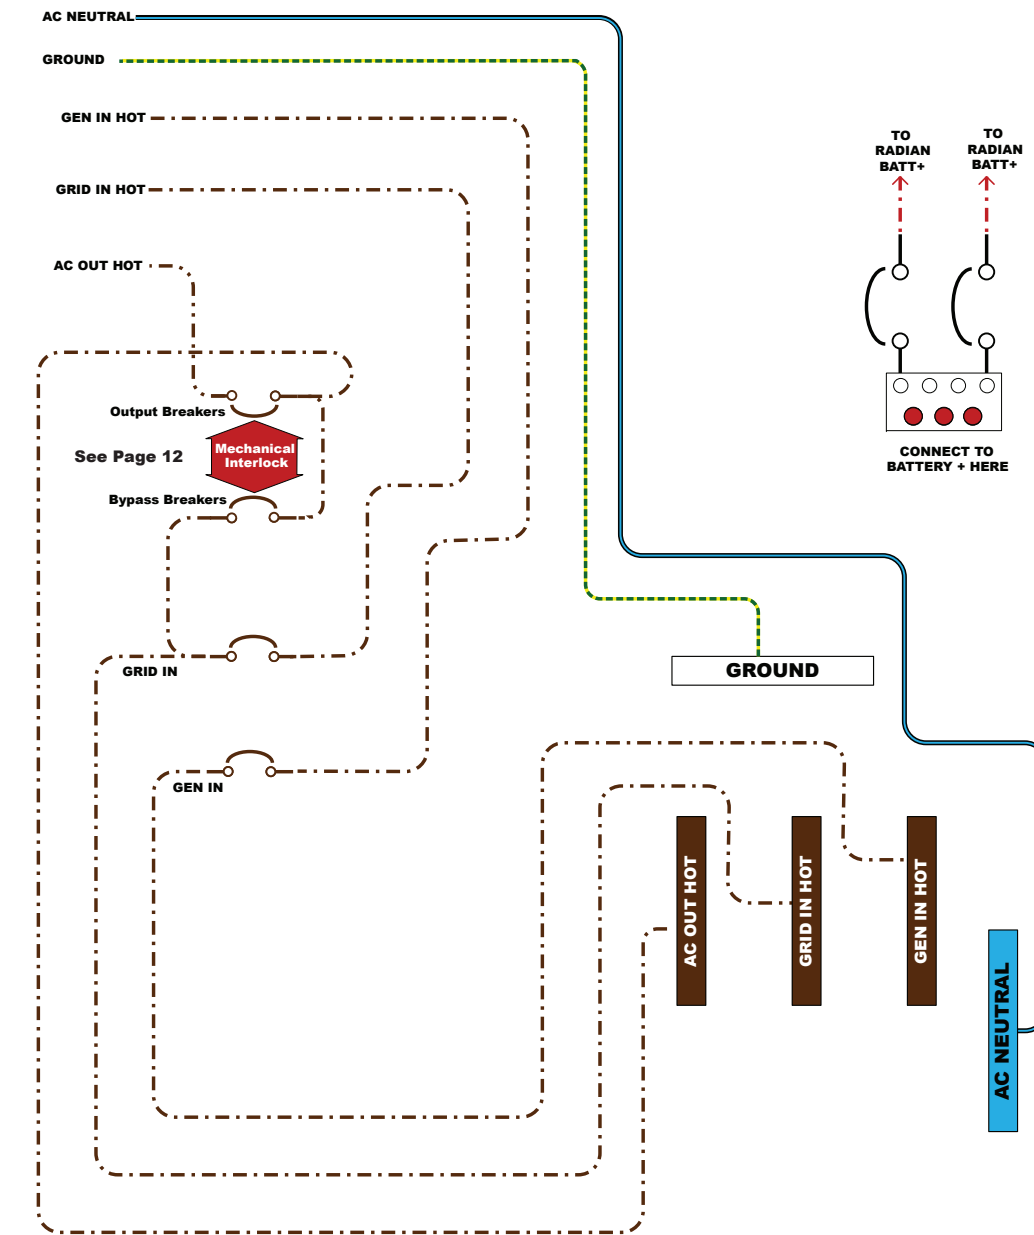 AC NEUTRAL
GROUND
GEN IN HOT
GRID IN HOT
AC OUT HOT
TO
RADIAN
BATT+
TO
RADIAN
BATT+
Output Breakers
See Page 12
Mechanical
Interlock
Bypass Breakers
CONNECT TO
BATTERY + HERE
GRID IN
GROUND
GEN IN
AC OUT HOT
GRID IN HOT
GEN IN HOT
AC NEUTRAL